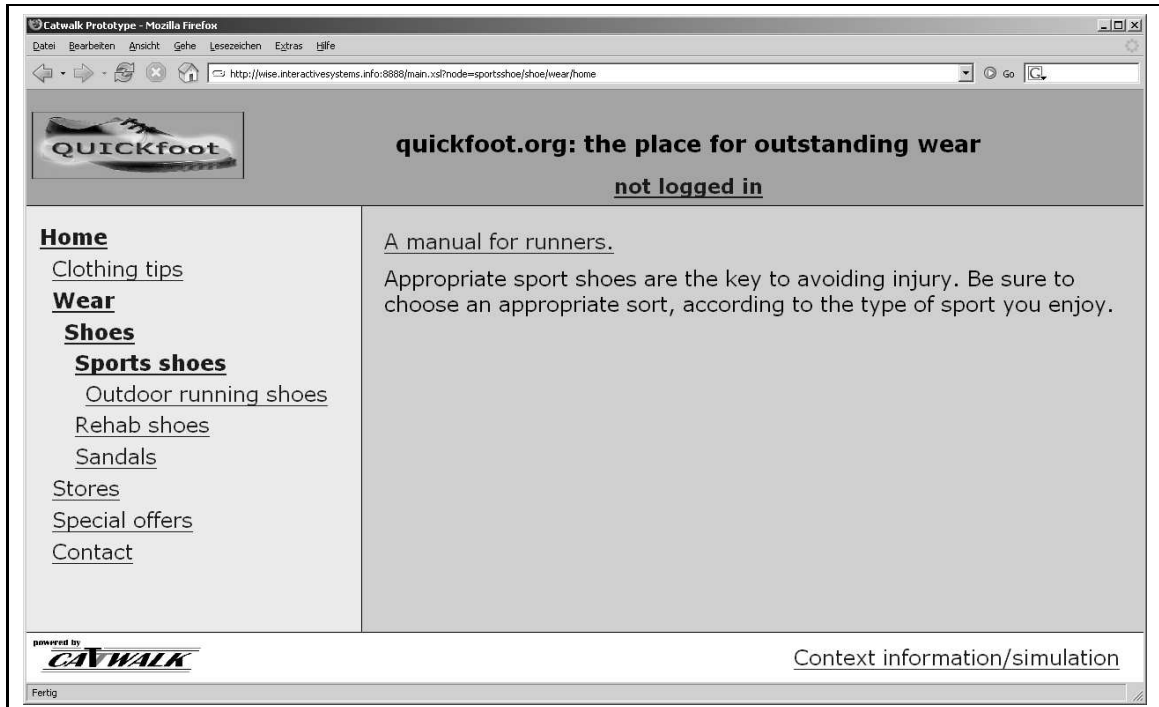 Catwalk Prototype - Mozilla Firefox
Datei Bearbeiten Ansicht Gehe Lesezeichen Extras Hilfe
http://wise.interactivesystems.info:8888/main.xsl?node=sportsshoe/shoe/wear/home
Go
G
QUICKfoot
quickfoot.org: the place for outstanding wear
not logged in
Home
Clothing tips
Wear
Shoes
Sports shoes
Outdoor running shoes
Rehab shoes
Sandals
Stores
Special offers
Contact
A manual for runners.
Appropriate sport shoes are the key to avoiding injury. Be sure to
choose an appropriate sort, according to the type of sport you enjoy.
powered by
CATWALK
Context information/simulation
Fertig